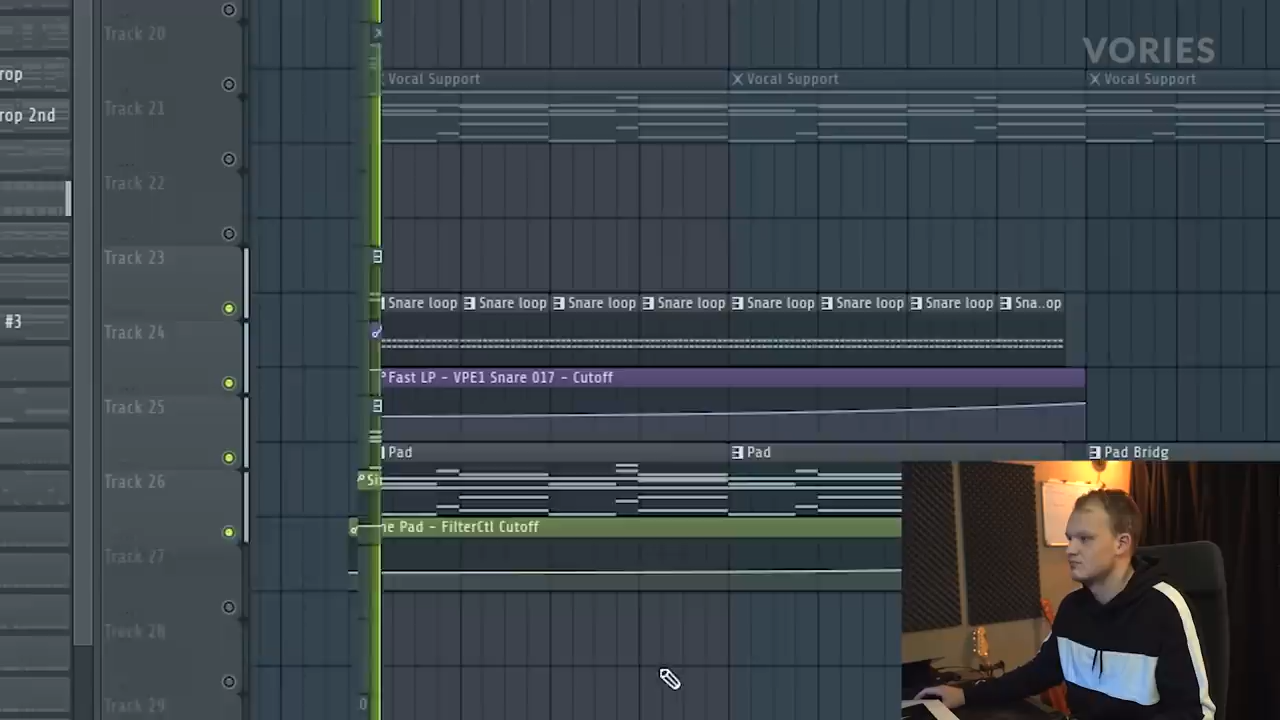 Track 20
VORIES
rop
Vocal Support
Vocal Support
Vocal Support
Track 21
rop 2nd
Track 22
Track 23
Snare loop
Snare loop
Snare loop
Snare loop
Snare loop
Snare loop
Snare loop
Sna..op
#3
Track 24
Fast LP - VPE1 Snare 017 - Cutoff
Track 25
Pad
Pad
Pad Bridg
Track 26
Si
ne Pad - FilterCtl Cutoff
Track 27
Track 28
Track 29
0